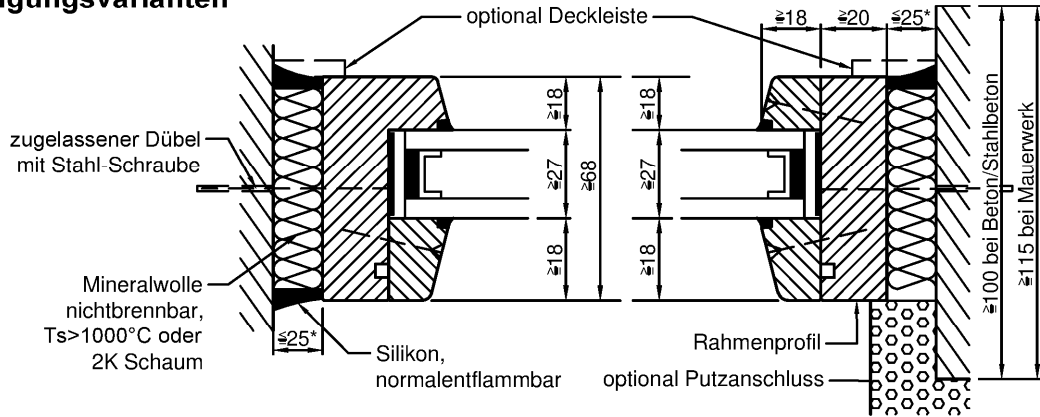 optional Deckleiste
≧18
≧20
≦25*
zugelassener Dübel
mit Stahl-Schraube
≧18
≧27
≧18
≧68
≧18
≧27
≧18
≧100 bei Beton/Stahlbeton
≧115 bei Mauerwerk
Mineralwolle
nichtbrennbar,
Ts>1000°C oder
2K Schaum
≦25*
Silikon,
normalentflammbar
Rahmenprofil
optional Putzanschluss